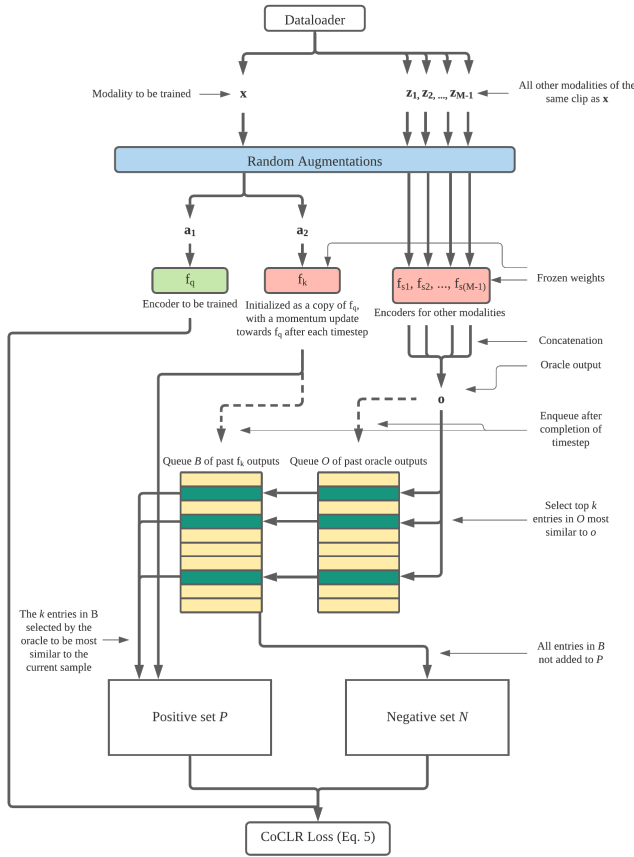 Dataloader
Modality to be trained
x
z1, z2, ..., zM-1
All other modalities of the
same clip as x
Random Augmentations
a1
a2
fq
fk
fs1, fs2, ..., fs(M-1)
Frozen weights
Encoder to be trained
Initialized as a copy of fq,
with a momentum update
towards fq after each timestep
Encoders for other modalities
Concatenation
Oracle output
o
Enqueue after
completion of
timestep
Queue B of past fk outputs
Queue O of past oracle outputs
Select top k
entries in O most
similar to o
The k entries in B
selected by the
oracle to be most
similar to the
current sample
All entries in B
not added to P
Positive set P
Negative set N
CoCLR Loss (Eq. 5)